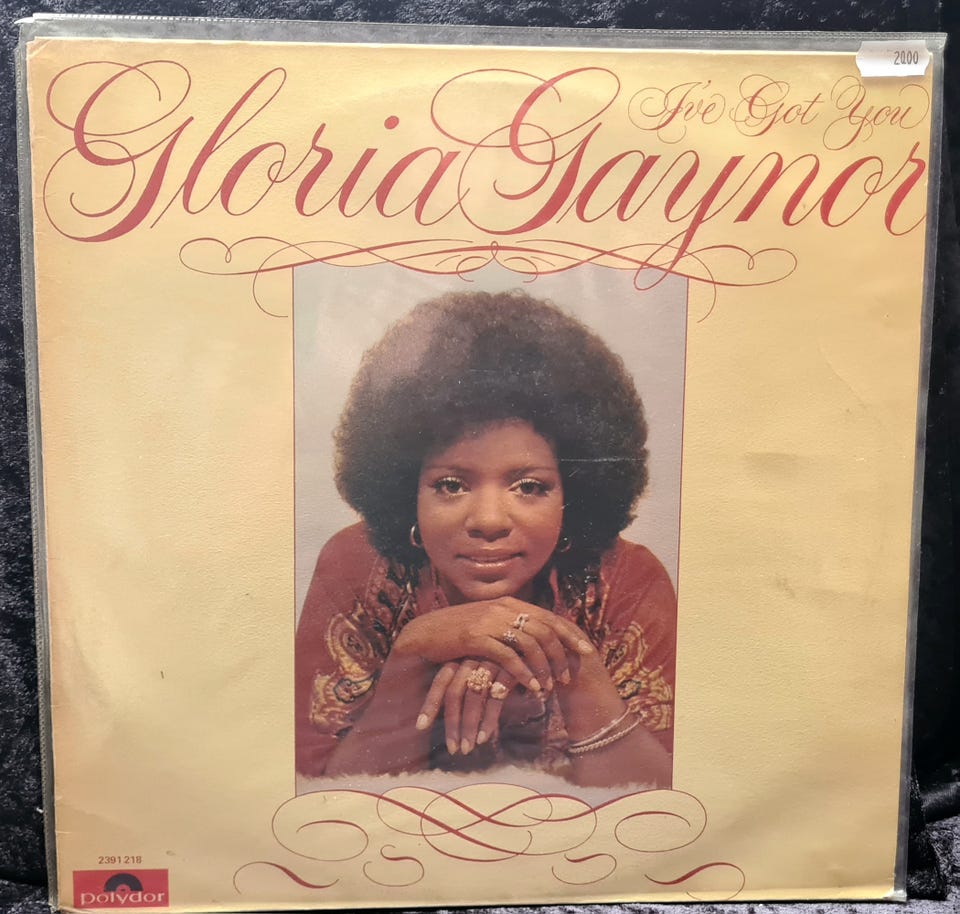 2000
I've Got You
Gloria Gaynor
2391 218
polydor